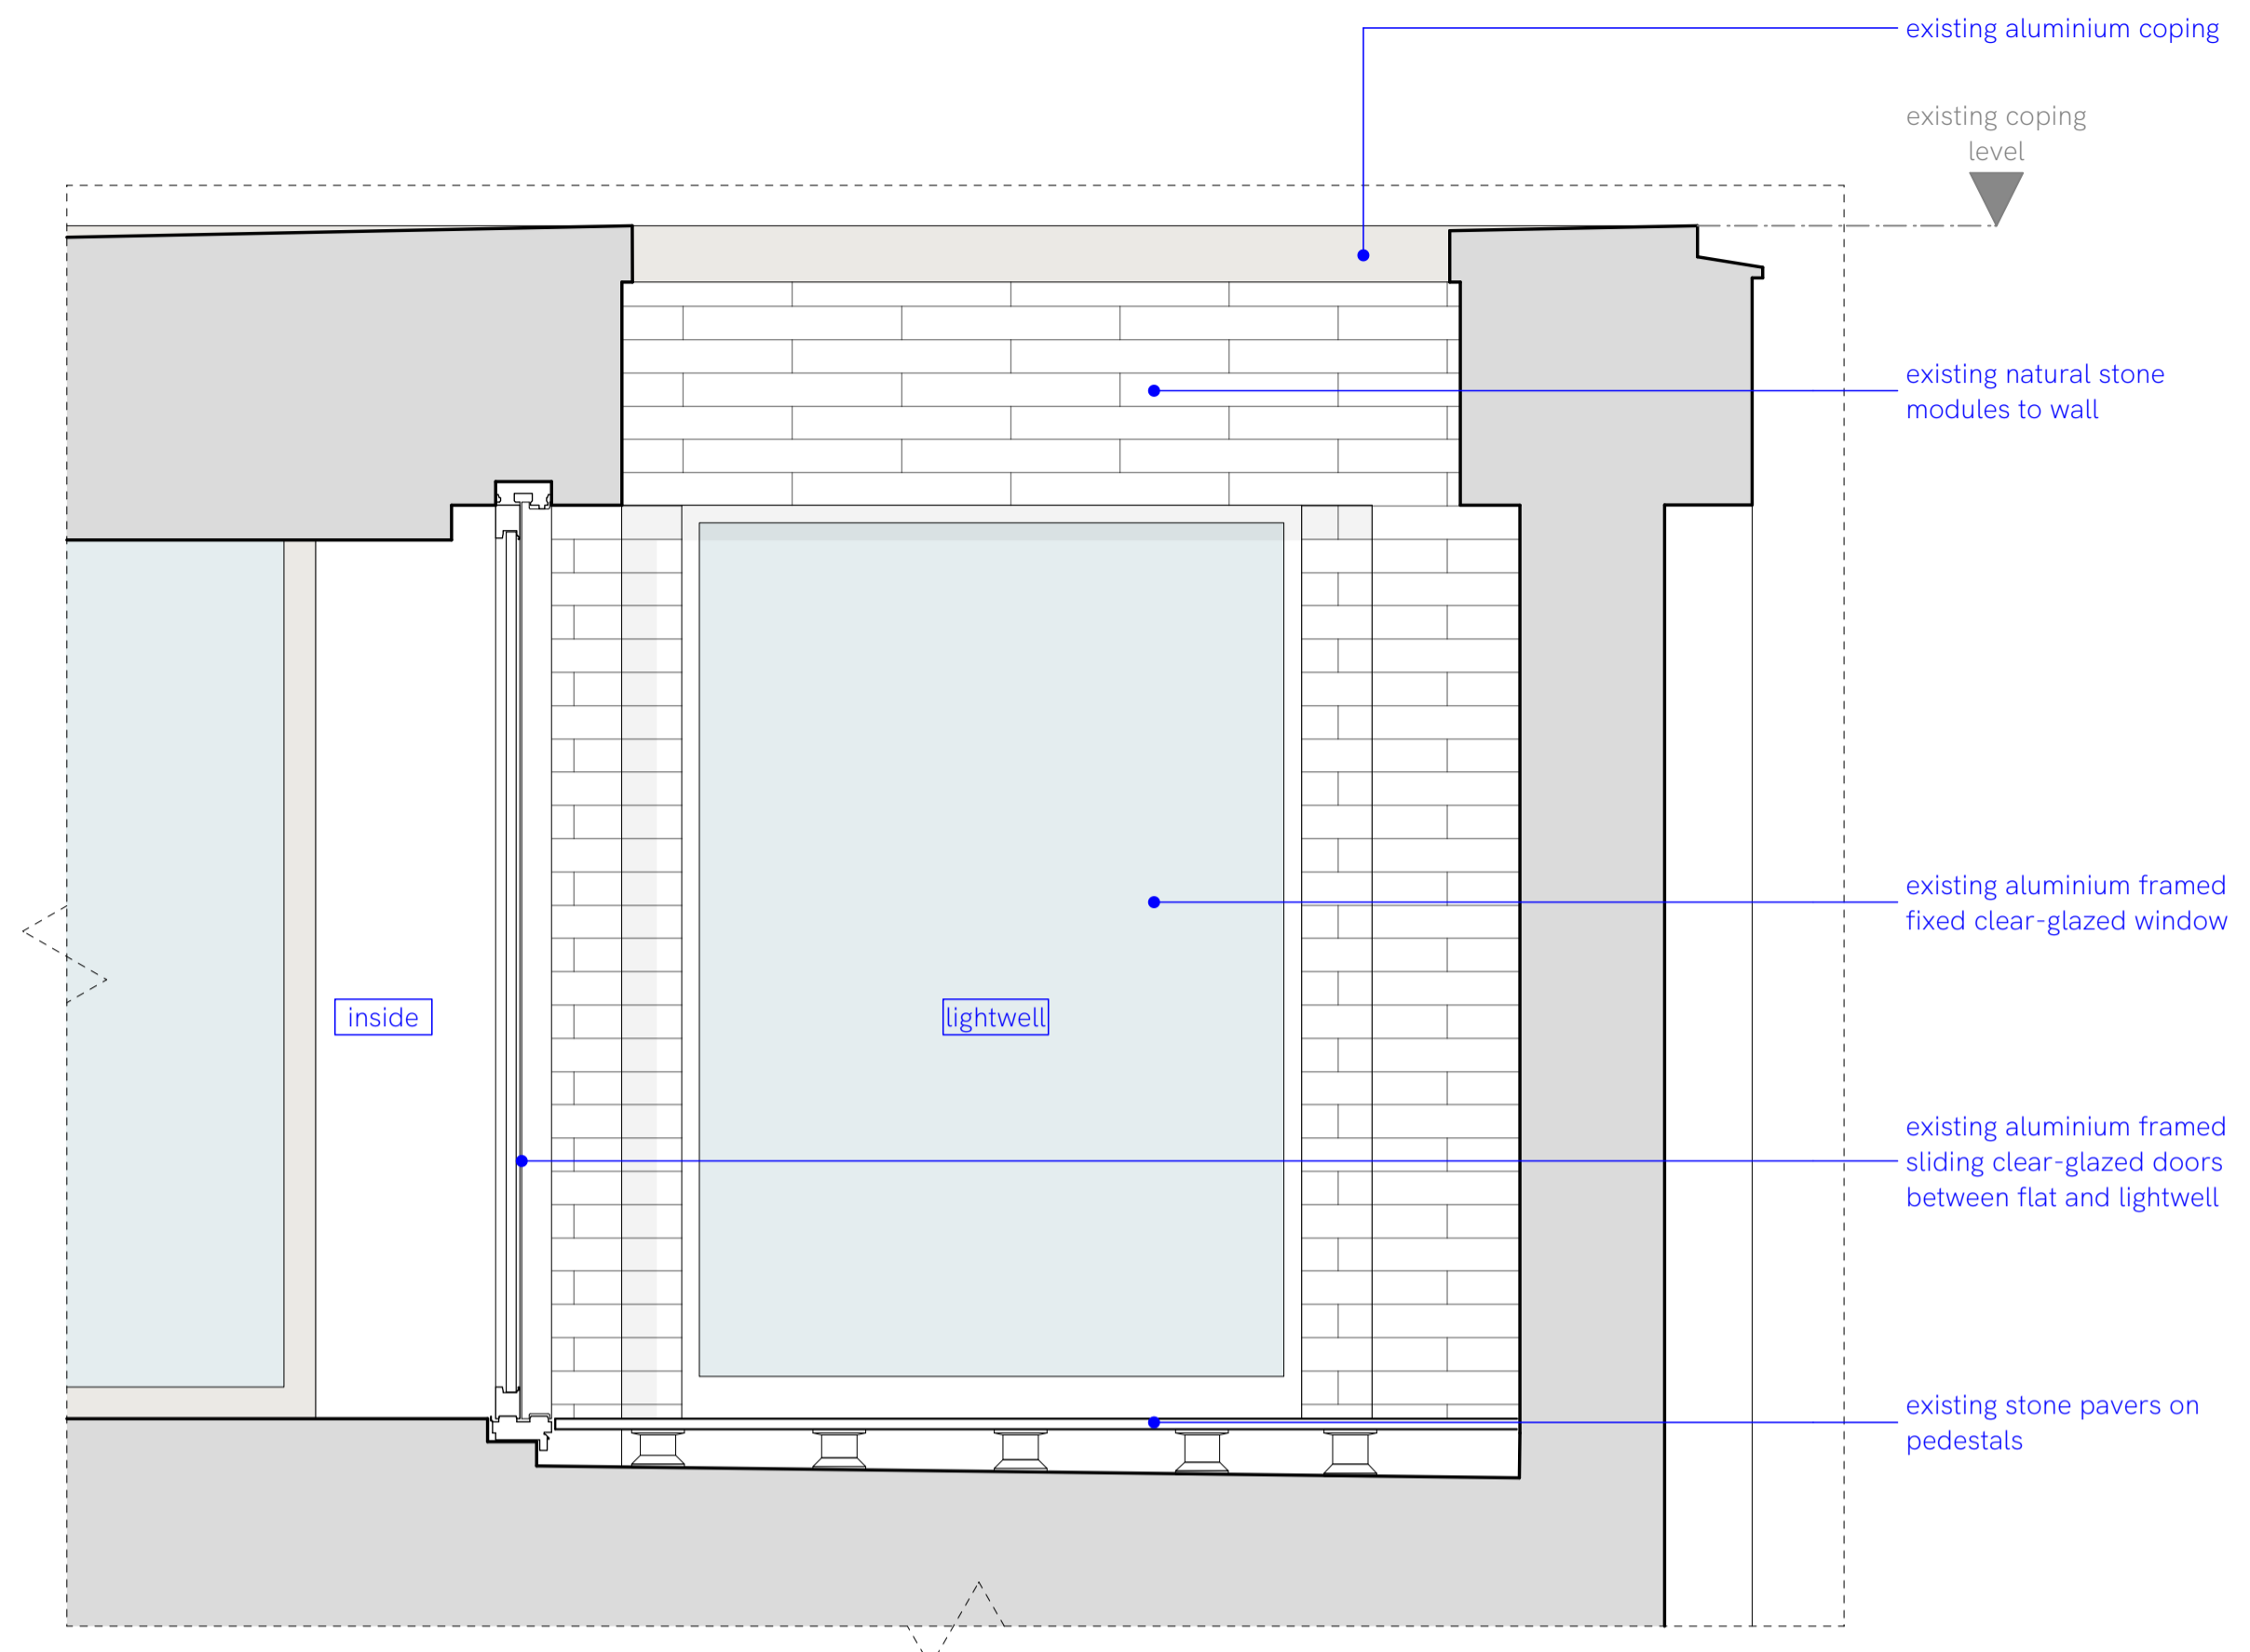 existing aluminium coping
existing coping
level
existing natural stone
modules to wall
existing aluminium framed
fixed clear-glazed window
inside
lightwell
existing aluminium framed
sliding clear-glazed doors
between flat and lightwell
existing stone pavers on
pedestals